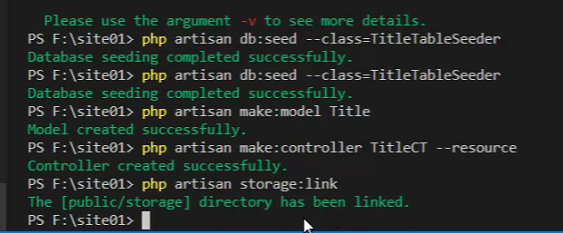 Please use the argument -v to see more details.
PS F:\site01> php artisan db:seed --class=TitleTableSeeder
Database seeding completed successfully.
PS F:\site01> php artisan db:seed --class=TitleTableSeeder
Database seeding completed successfully.
PS F:\site01> php artisan make:model Title
Model created successfully.
PS F:\site01> php artisan make:controller TitleCT --resource
Controller created successfully.
PS F:\site01> php artisan storage:link
The [public/storage] directory has been linked.
PS F:\site01>